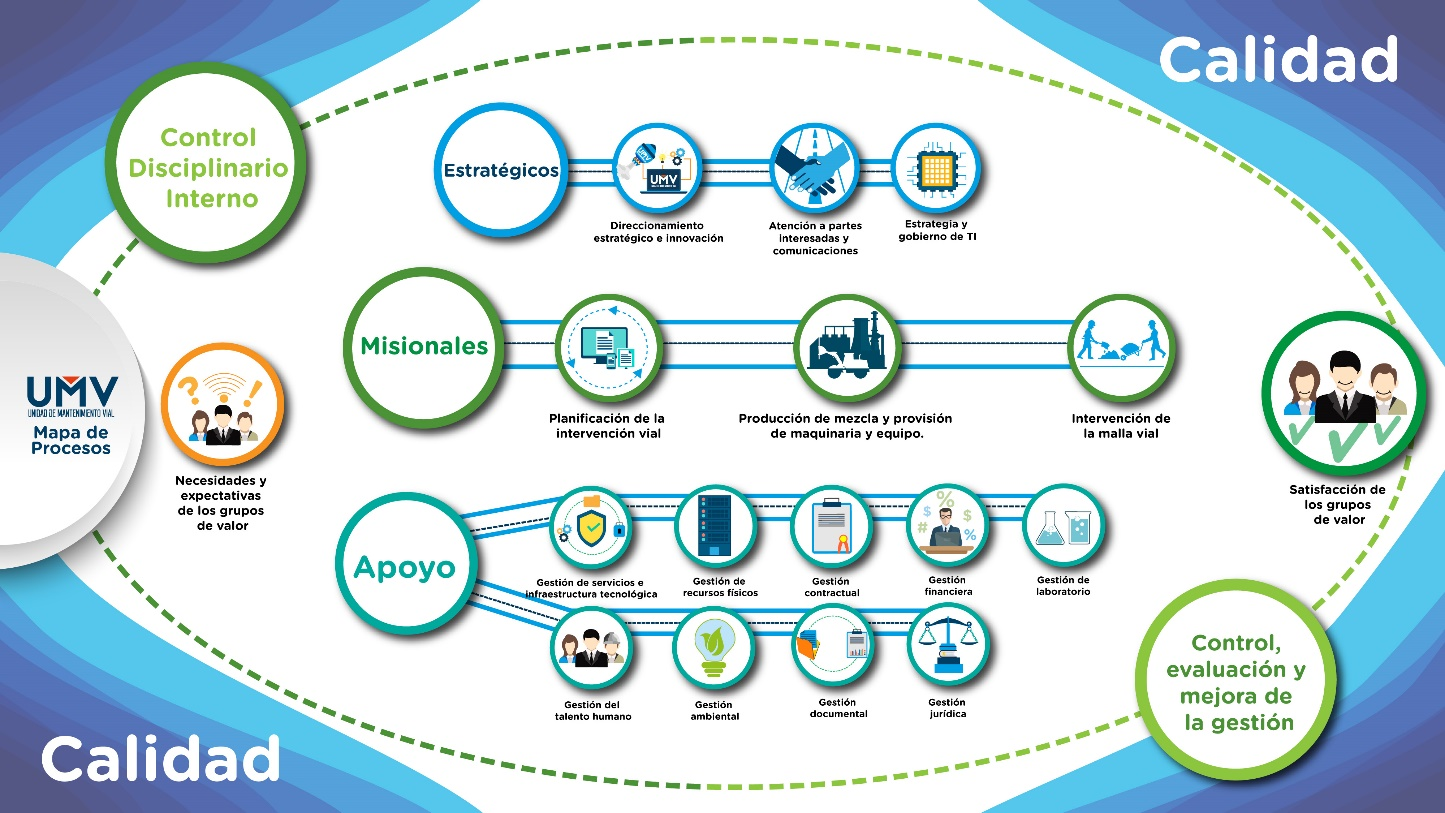 Calidad
Control
Disciplinario
Interno
Estratégicos
UMV
UMV
Direccionamiento
estratégico e innovación
Atención a partes
interesadas y
comunicaciones
Estrategia y
gobierno de TI
Misionales
Planificación de la
intervención vial
Producción de mezcla y provisión
de maquinaria y equipo.
Intervención de
la malla vial
UMV
UNIDAD DE MANTENIMIENTO VIAL
Mapa de
Procesos
? !
Necesidades y
expectativas
de los grupos
de valor
Satisfacción de
los grupos
de valor
Apoyo
% $ $ # %
Gestión de servicios e
infraestructura tecnológica
Gestión de
recursos físicos
Gestión
contractual
Gestión
financiera
Gestión de
laboratorio
Gestión del
talento humano
Gestión
ambiental
Gestión
documental
Gestión
jurídica
Control,
evaluación y
mejora de
la gestión
Calidad